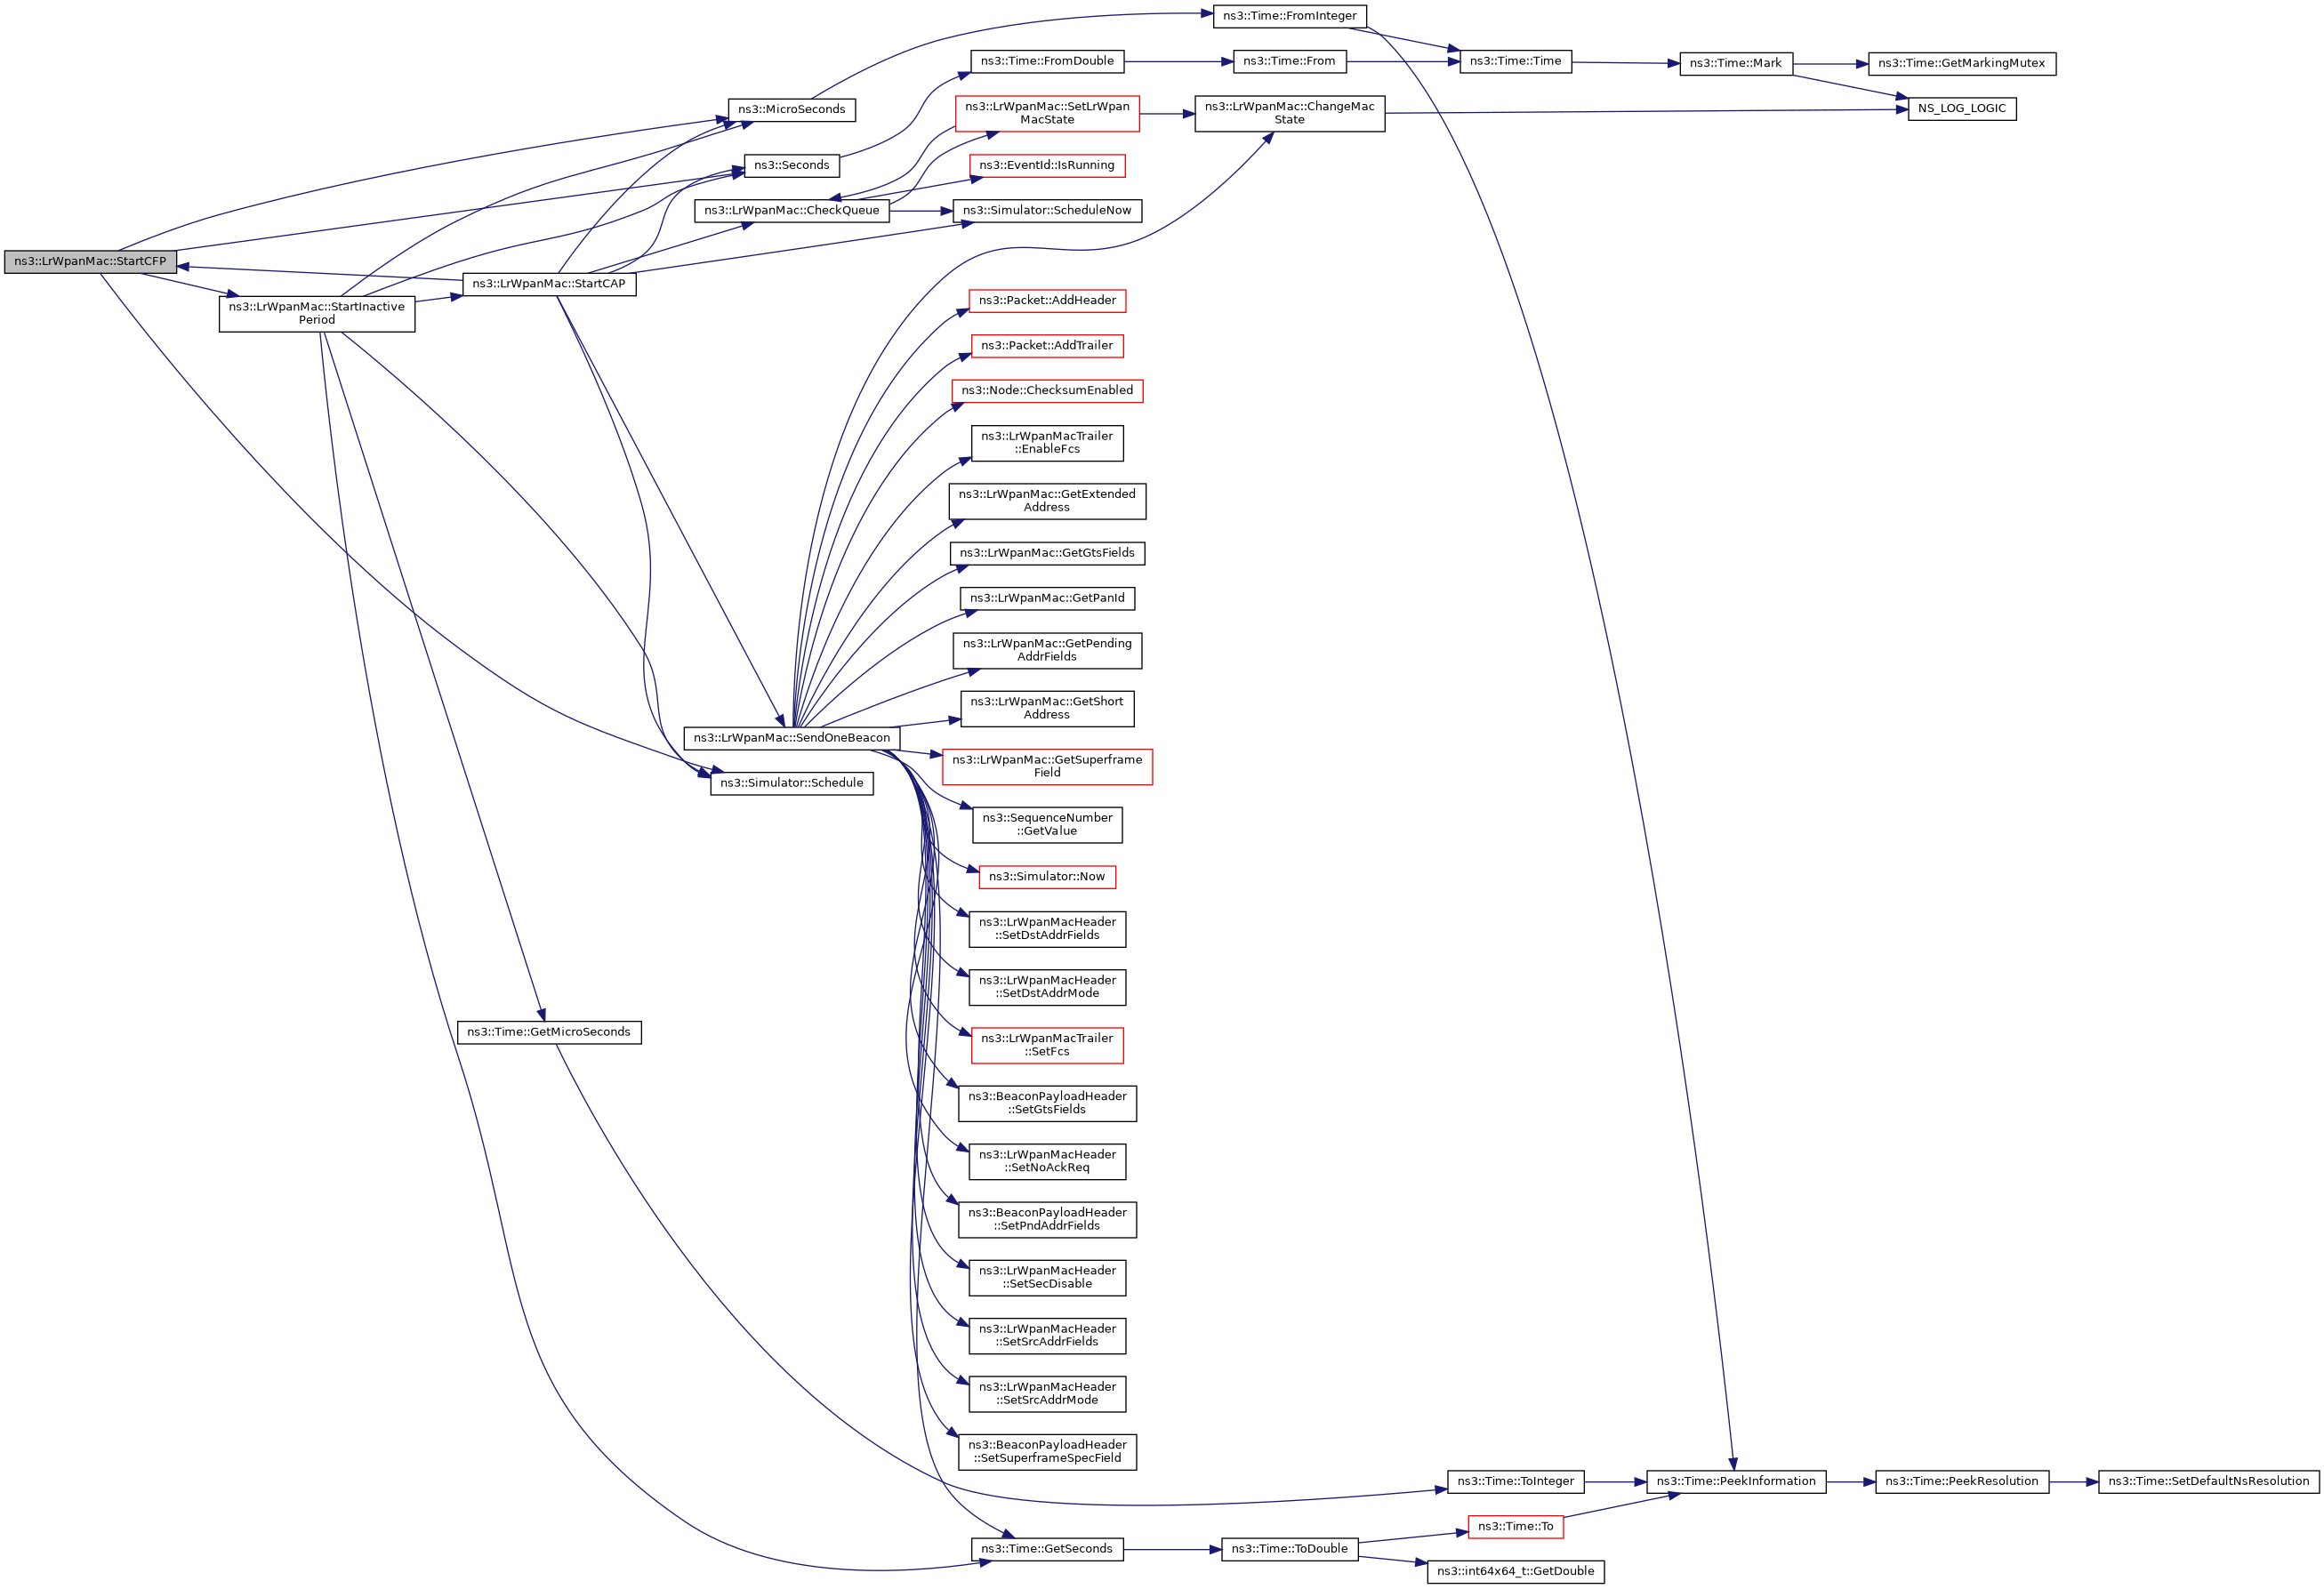 ns3::LrWpanMac::StartCFP
ns3::LrWpanMac::StartInactive
Period
ns3::LrWpanMac::StartCAP
ns3::Time::GetMicroSeconds
ns3::MicroSeconds
ns3::Seconds
ns3::LrWpanMac::CheckQueue
ns3::LrWpanMac::SendOneBeacon
ns3::Simulator::Schedule
ns3::Time::FromDouble
ns3::LrWpanMac::SetLrWpan
MacState
ns3::EventId::IsRunning
ns3::Simulator::ScheduleNow
ns3::Packet::AddHeader
ns3::Packet::AddTrailer
ns3::Node::ChecksumEnabled
ns3::LrWpanMacTrailer
::EnableFcs
ns3::LrWpanMac::GetExtended
Address
ns3::LrWpanMac::GetGtsFields
ns3::LrWpanMac::GetPanId
ns3::LrWpanMac::GetPending
AddrFields
ns3::LrWpanMac::GetShort
Address
ns3::LrWpanMac::GetSuperframe
Field
ns3::SequenceNumber
::GetValue
ns3::Simulator::Now
ns3::LrWpanMacHeader
::SetDstAddrFields
ns3::LrWpanMacHeader
::SetDstAddrMode
ns3::LrWpanMacTrailer
::SetFcs
ns3::BeaconPayloadHeader
::SetGtsFields
ns3::LrWpanMacHeader
::SetNoAckReq
ns3::BeaconPayloadHeader
::SetPndAddrFields
ns3::LrWpanMacHeader
::SetSecDisable
ns3::LrWpanMacHeader
::SetSrcAddrFields
ns3::LrWpanMacHeader
::SetSrcAddrMode
ns3::BeaconPayloadHeader
::SetSuperframeSpecField
ns3::Time::GetSeconds
ns3::Time::FromInteger
ns3::Time::From
ns3::LrWpanMac::ChangeMac
State
ns3::Time::ToDouble
ns3::Time::Time
ns3::Time::ToInteger
ns3::Time::To
ns3::int64x64_t::GetDouble
ns3::Time::Mark
ns3::Time::PeekInformation
ns3::Time::GetMarkingMutex
NS_LOG_LOGIC
ns3::Time::PeekResolution
ns3::Time::SetDefaultNsResolution